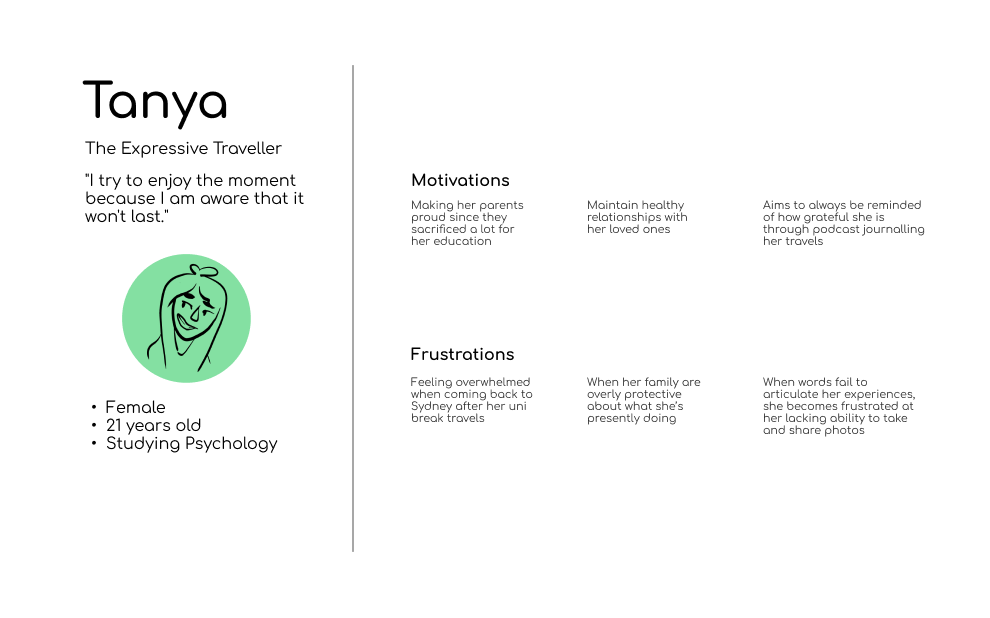 Tanya
The Expressive Traveller
"I try to enjoy the moment
because I am aware that it
won't last."
• Female
• 21 years old
• Studying Psychology
Motivations
Making her parents
proud since they
sacrificed a lot for
her education
Maintain healthy
relationships with
her loved ones
Aims to always be reminded
of how grateful she is
through podcast journalling
her travels
Frustrations
Feeling overwhelmed
when coming back to
Sydney after her uni
break travels
When her family are
overly protective
about what she's
presently doing
When words fail to
articulate her experiences,
she becomes frustrated at
her lacking ability to take
and share photos